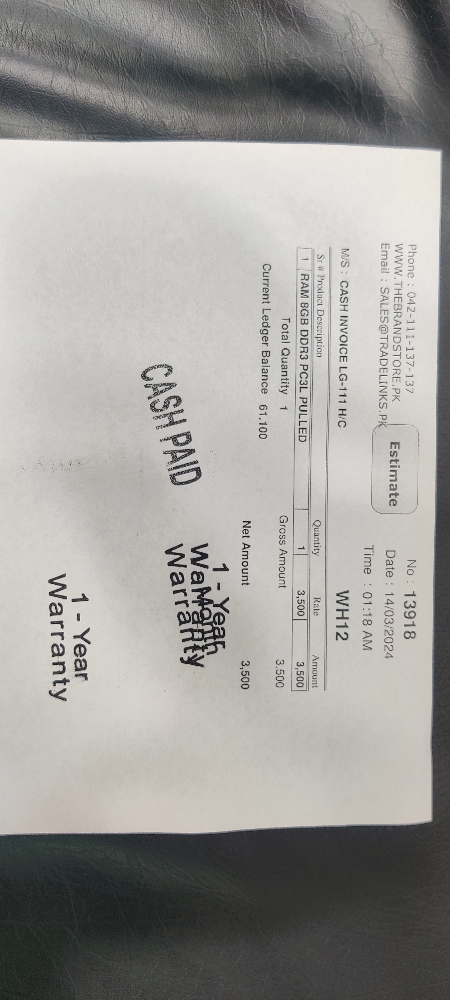 Phone : 042-111-137-137
WWW.THEBRANDSTORE.PK
Email : SALES@TRADELINKS.PK
Estimate
No : 13918
Date : 14/03/2024
Time : 01:18 AM
M/S : CASH INVOICE LG-111 H/C WH12
Sr # Product Description Quantity Rate Amount
1 RAM 8GB DDR3 PC3L PULLED 1 3,500 3,500
Total Quantity 1 Gross Amount 3,500
Current Ledger Balance 61.100
Net Amount 3,500
CASH PAID
1 - Year
Warranty
1 - Year
Warranty